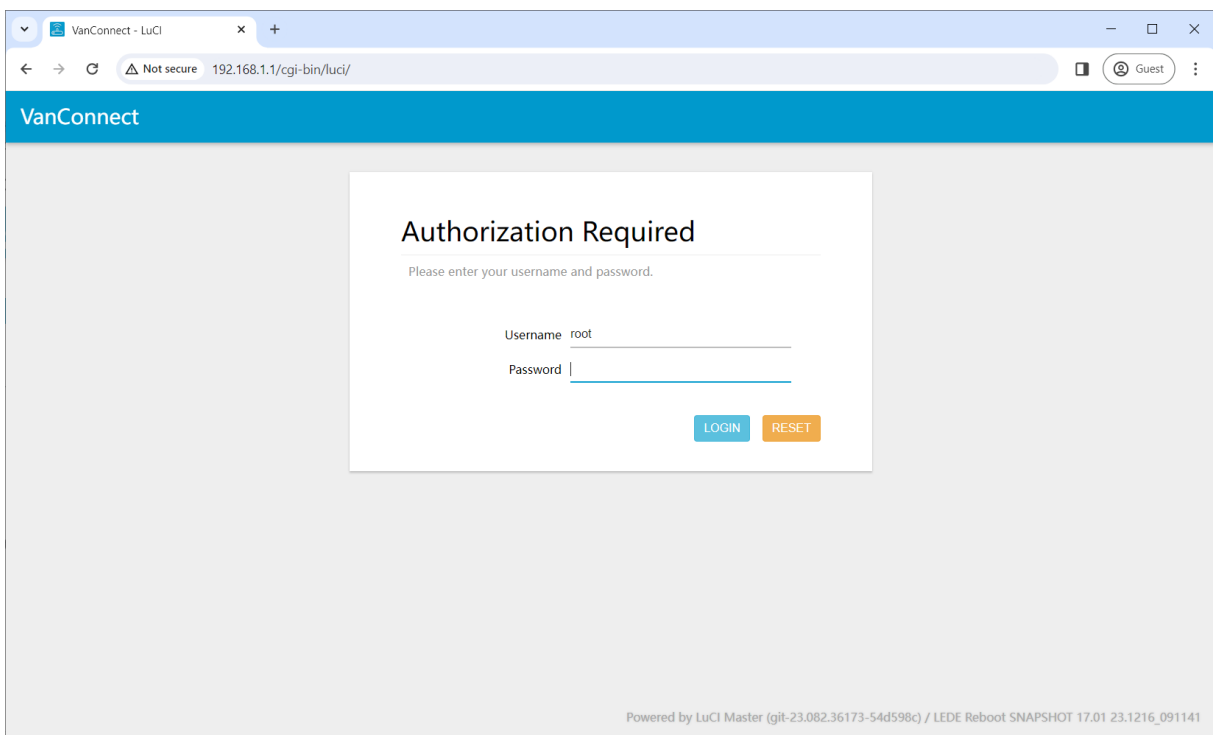 VanConnect - LuCI
Not secure 192.168.1.1/cgi-bin/luci/
Guest
VanConnect
Authorization Required
Please enter your username and password.
Username root
Password
LOGIN RESET
Powered by LuCI Master (git-23.082.36173-54d598c) / LEDE Reboot SNAPSHOT 17.01 23.1216_091141